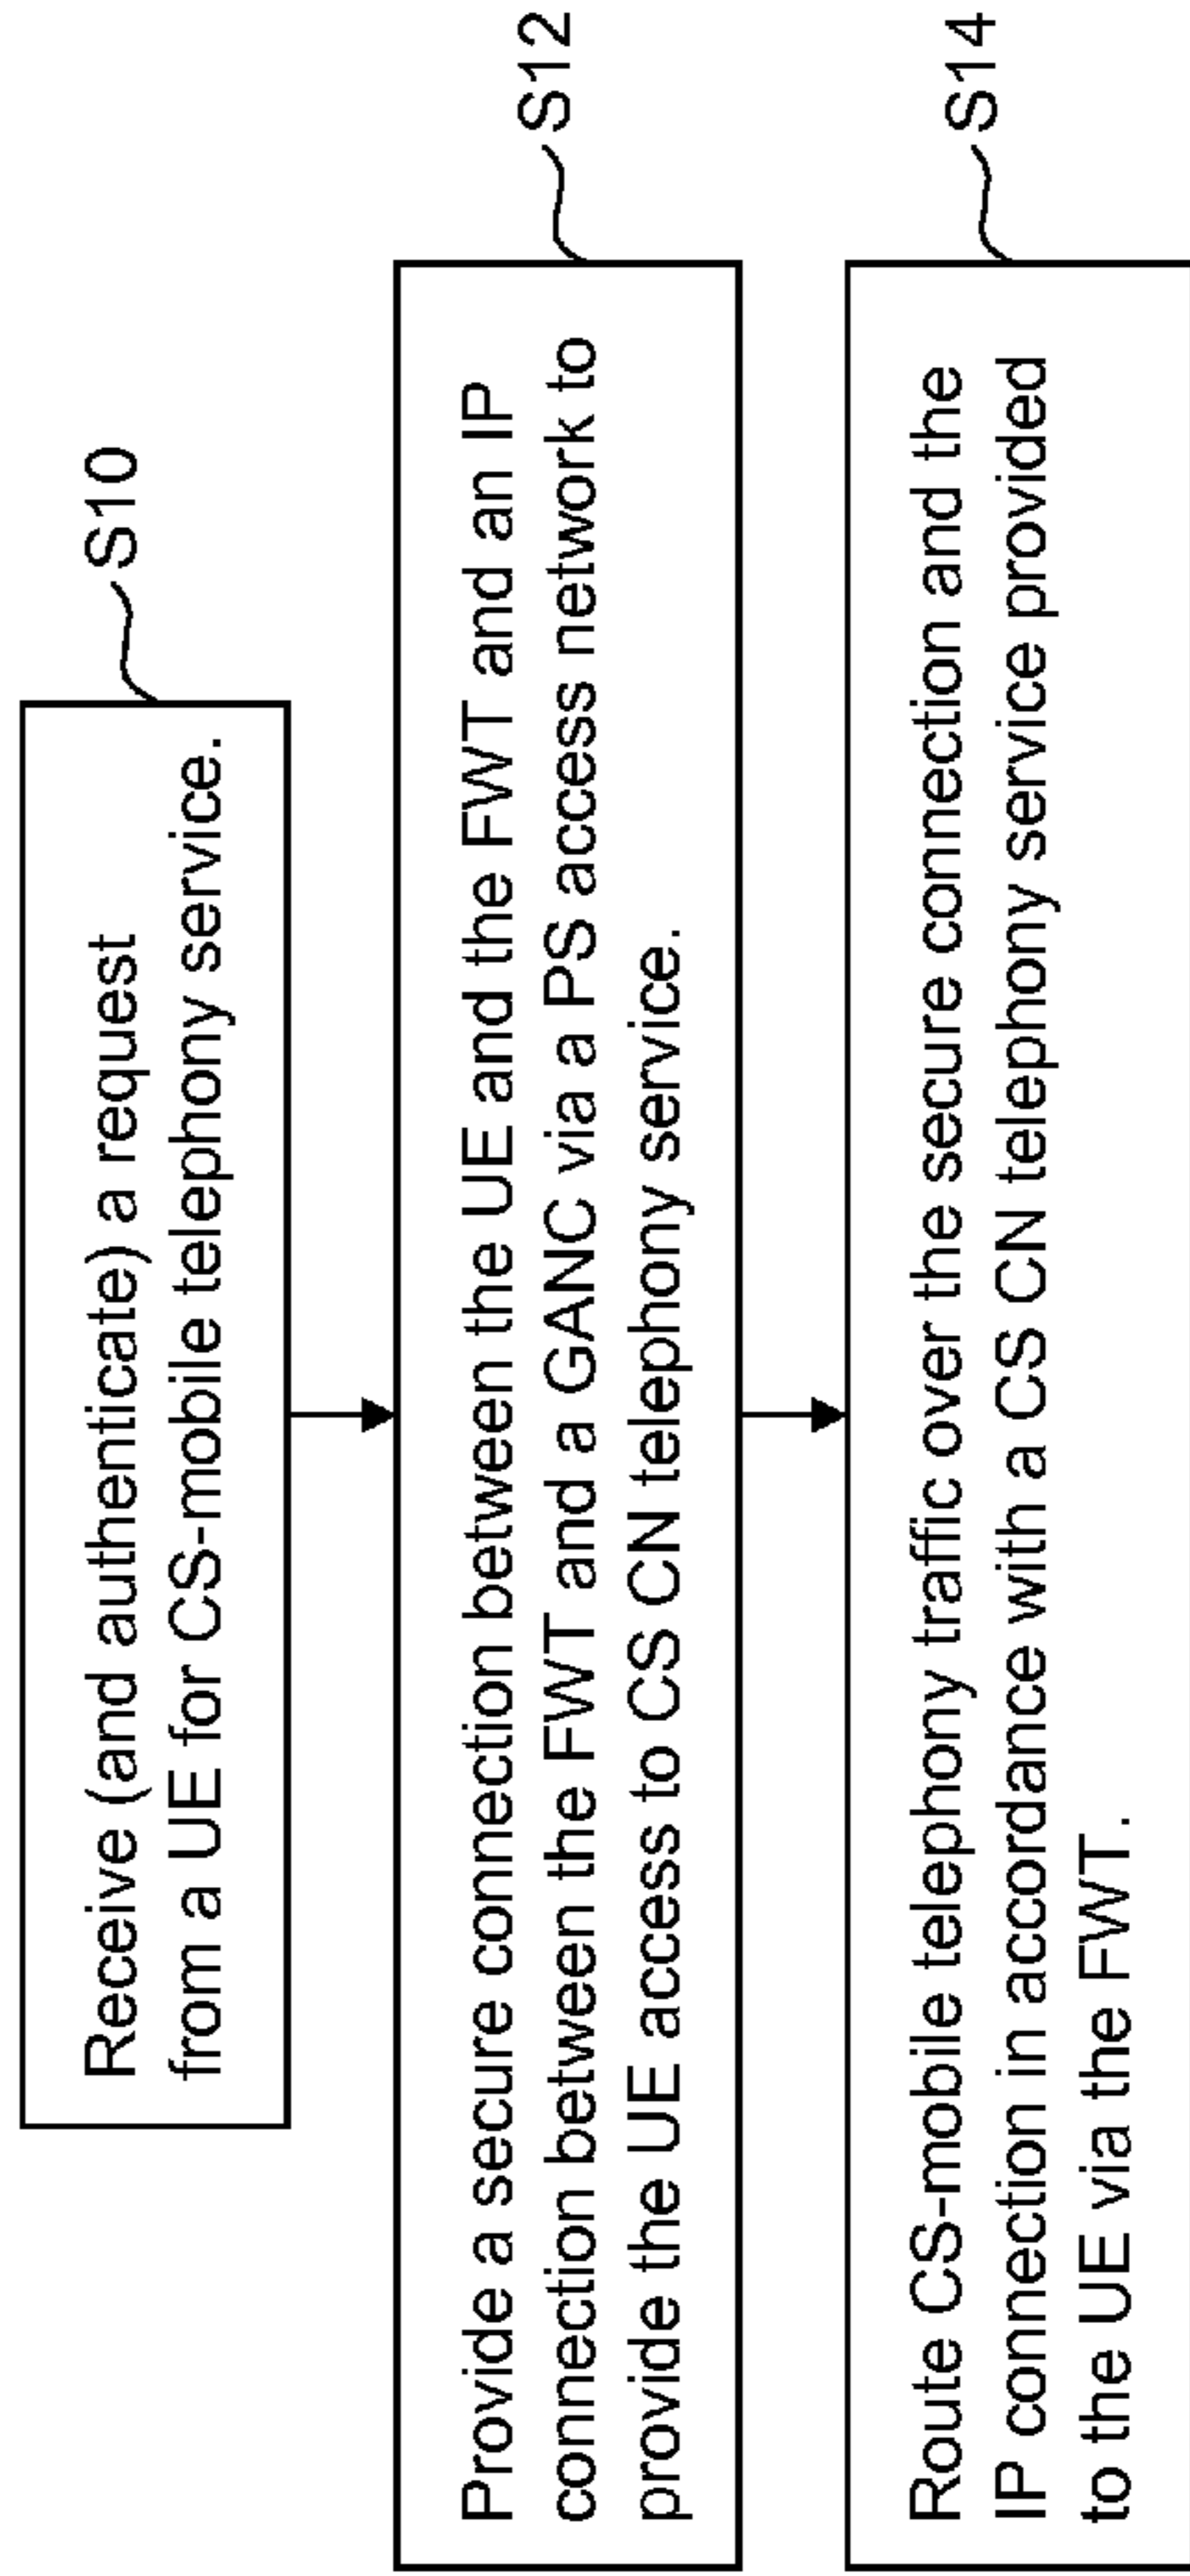 S10
Receive (and authenticate) a request
from a UE for CS-mobile telephony service.
S12
Provide a secure connection between the UE and the FWT and an IP
connection between the FWT and a GANC via a PS access network to
provide the UE access to CS CN telephony service.
S14
Route CS-mobile telephony traffic over the secure connection and the
IP connection in accordance with a CS CN telephony service provided
to the UE via the FWT.